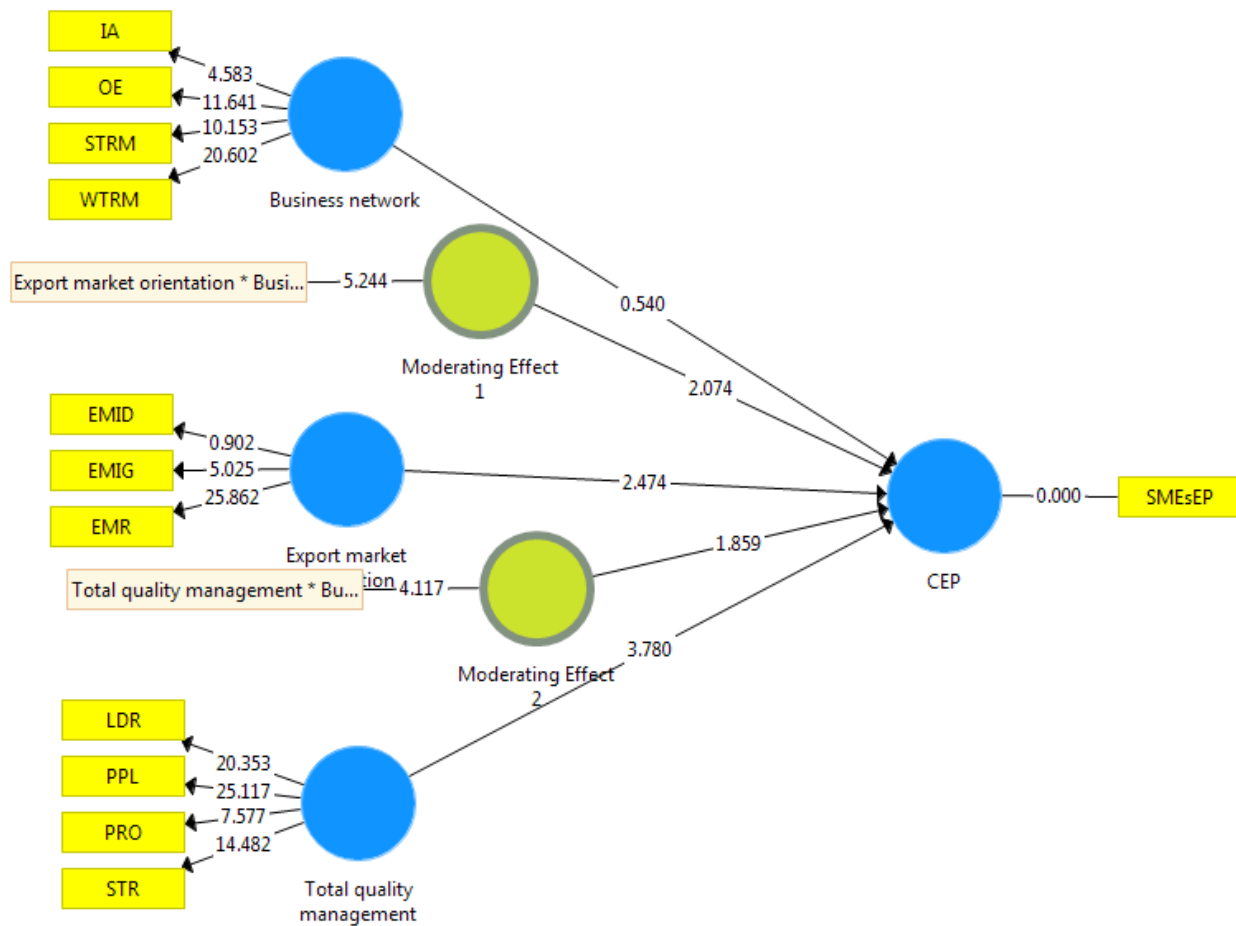 IA
4.583
OE
11.641
STRM
10.153
WTRM
20.602
Business network
Export market orientation * Busi...
5.244
Moderating Effect
1
0.540
2.074
EMID
0.902
EMIG
5.025
EMR
25.862
Export market
tion
2.474
Total quality management * Bu...
4.117
Moderating Effect
2
1.859
3.780
CEP
0.000
SMEsEP
LDR
20.353
PPL
25.117
PRO
7.577
STR
14.482
Total quality
management